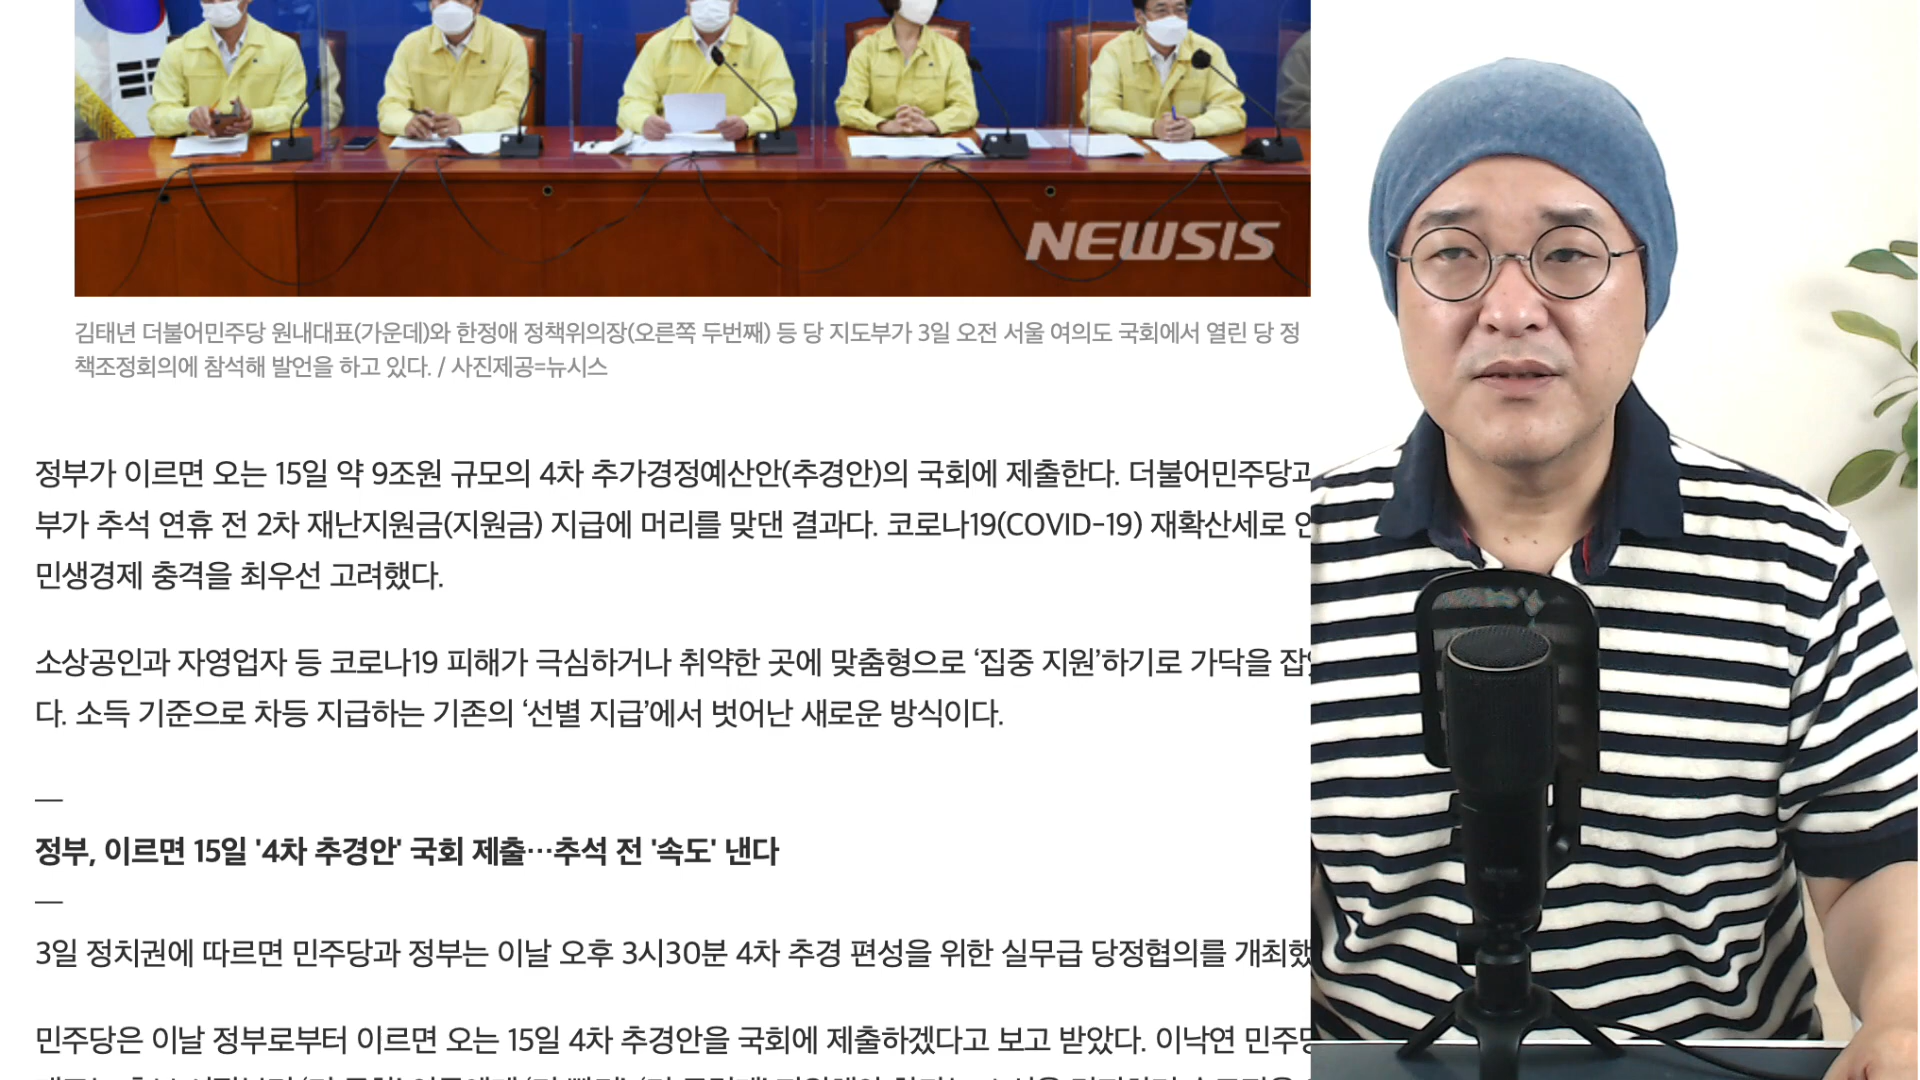 NEWSIS
김태년 더불어민주당 원내대표(가운데)와 한정애 정책위의장(오른쪽 두번째) 등 당 지도부가 3일 오전 서울 여의도 국회에서 열린 당 정
책조정회의에 참석해 발언을 하고 있다. / 사진제공=뉴시스
정부가 이르면 오는 15일 약 9조원 규모의 4차 추가경정예산안(추경안)의 국회에 제출한다. 더불어민주당고
부가 추석 연휴 전 2차 재난지원금(지원금) 지급에 머리를 맞댄 결과다. 코로나19(COVID-19) 재확산세로
민생경제 충격을 최우선 고려했다.
소상공인과 자영업자 등 코로나19 피해가 극심하거나 취약한 곳에 맞춤형으로 ‘집중 지원’하기로 가닥을
다. 소득 기준으로 차등 지급하는 기존의 ‘선별 지급’에서 벗어난 새로운 방식이다.
—
정부, 이르면 15일 '4차 추경안' 국회 제출…추석 전 '속도' 낸다
—
3일 정치권에 따르면 민주당과 정부는 이날 오후 3시30분 4차 추경 편성을 위한 실무급 당정협의를
민주당은 이날 정부로부터 이르면 오는 15일 4차 추경안을 국회에 제출하겠다고 보고 받았다. 이낙연